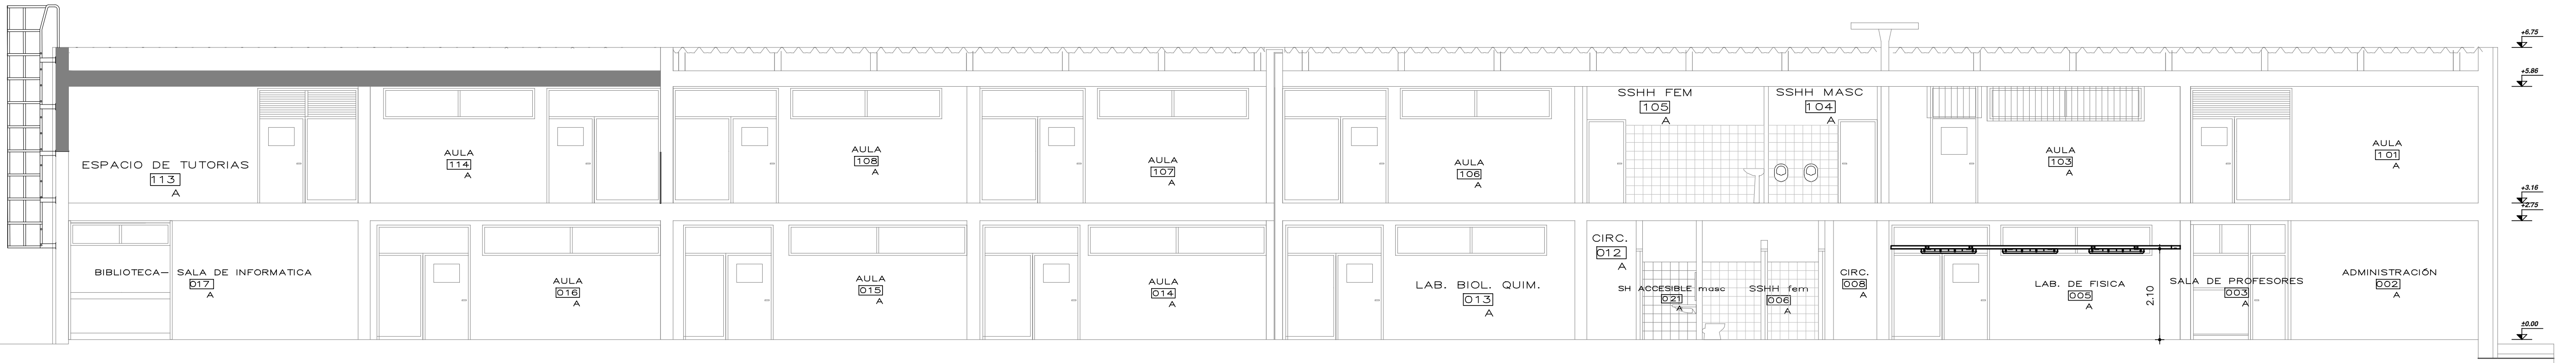 +6.75
+5.86
SSHH FEM
105
A
SSHH MASC
104
A
ESPACIO DE TUTORIAS
113
A
AULA
114
A
AULA
108
A
AULA
107
A
AULA
106
A
AULA
103
A
AULA
101
A
+3.16
+2.75
BIBLIOTECA- SALA DE INFORMATICA
017
A
AULA
016
A
AULA
015
A
AULA
014
A
LAB. BIOL. QUIM.
013
A
CIRC.
012
A
SH ACCESIBLE masc
021
A
SSHH fem
006
A
CIRC.
008
A
LAB. DE FISICA
005
A
2.10
SALA DE PROFESORES
003
A
ADMINISTRACIÓN
002
A
±0.00